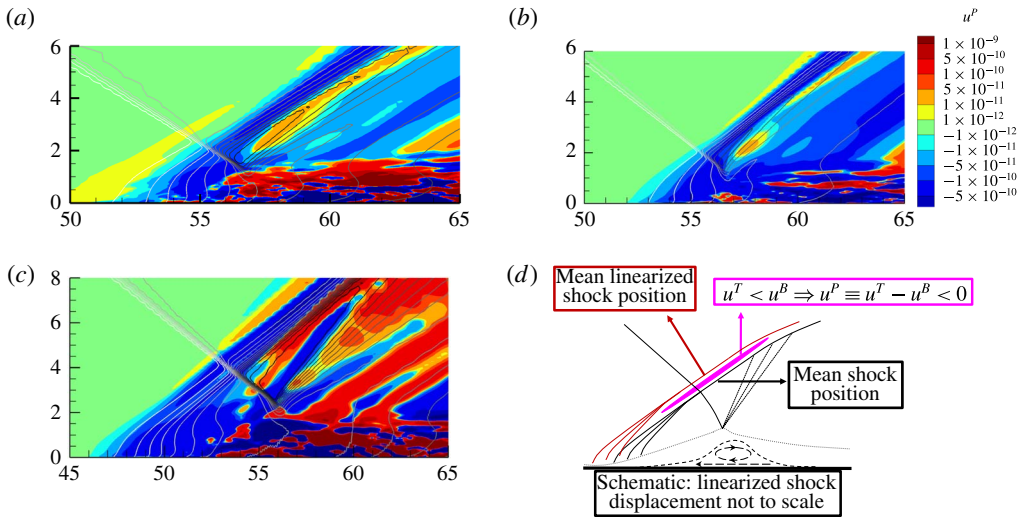 (a)
6
4
2
0
50 55 60 65
(b)
6
4
2
0
50 55 60 65
u^P
1 × 10^−9
5 × 10^−10
1 × 10^−10
5 × 10^−11
1 × 10^−11
1 × 10^−12
−1 × 10^−12
−1 × 10^−11
−5 × 10^−11
−1 × 10^−10
−5 × 10^−10
(c)
8
6
4
2
0
45 50 55 60 65
(d)
Mean linearized
shock position
u^T < u^B ⇒ u^P ≡ u^T − u^B < 0
Mean shock
position
Schematic: linearized shock
displacement not to scale